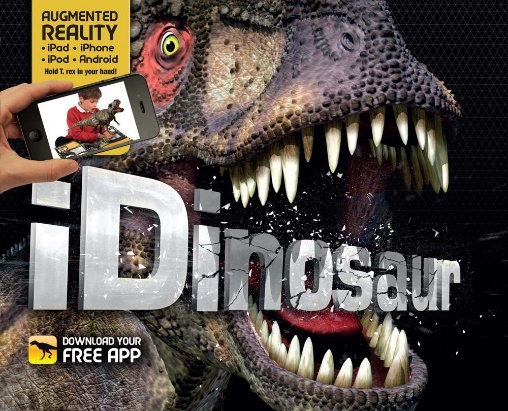 AUGMENTED
REALITY
• iPad • iPhone
• iPod • Android
Hold T. rex in your hand!
iDinosaur
DOWNLOAD YOUR
FREE APP